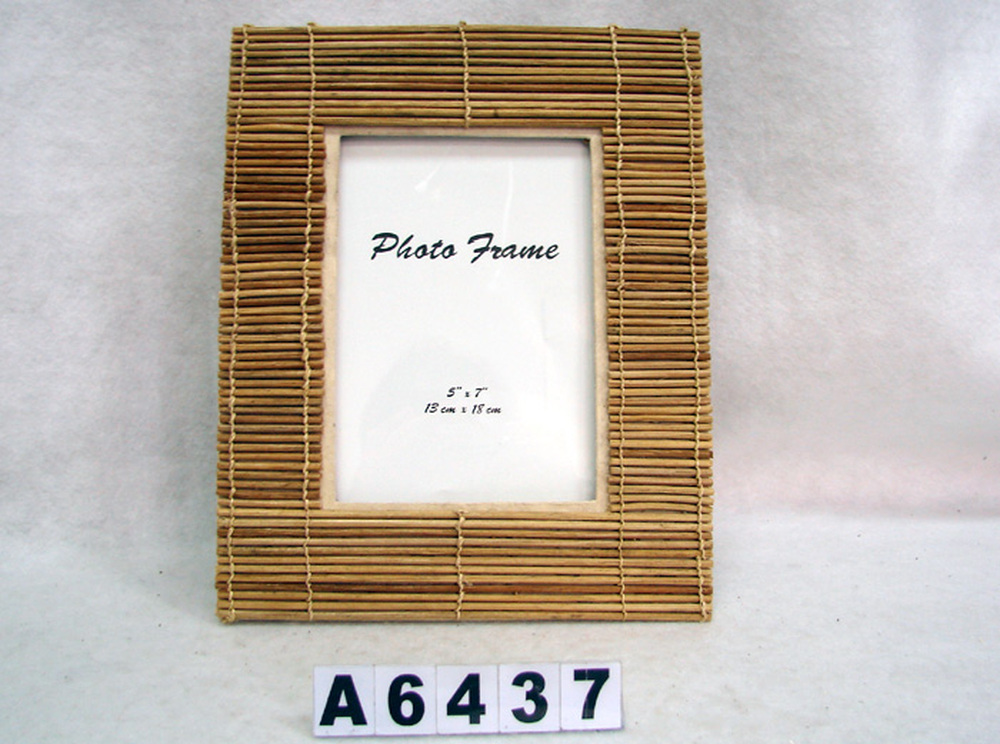 Photo Frame
5" x 7"
13 cm x 18 cm
A6437